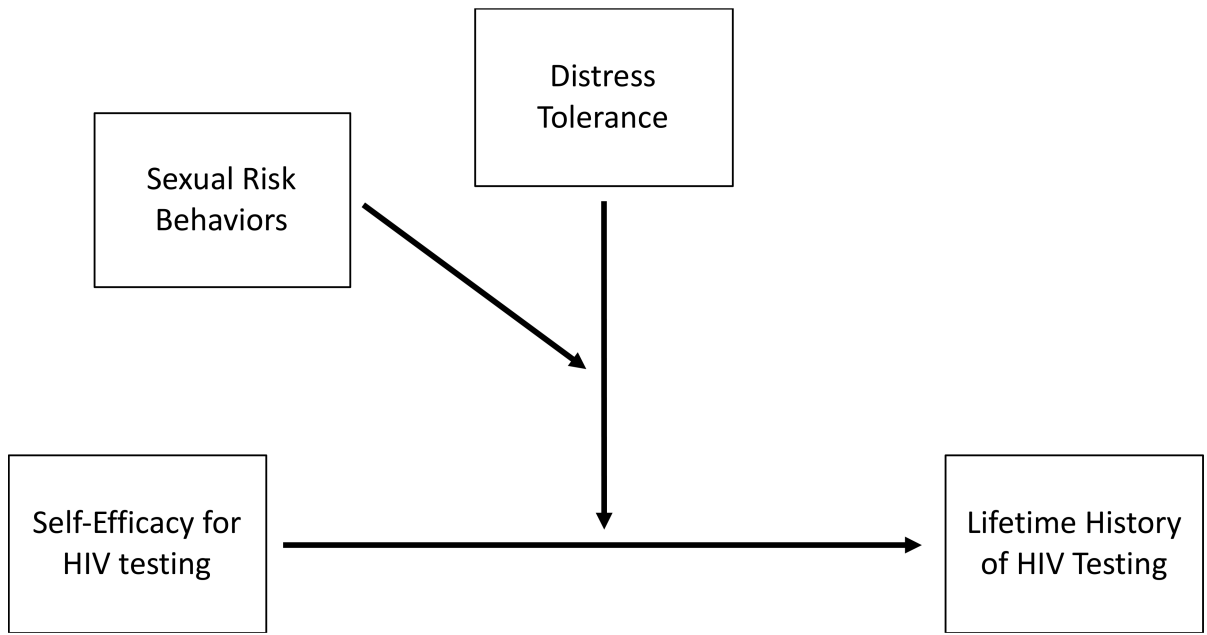 Distress
Tolerance
Sexual Risk
Behaviors
Self-Efficacy for
HIV testing
Lifetime History
of HIV Testing